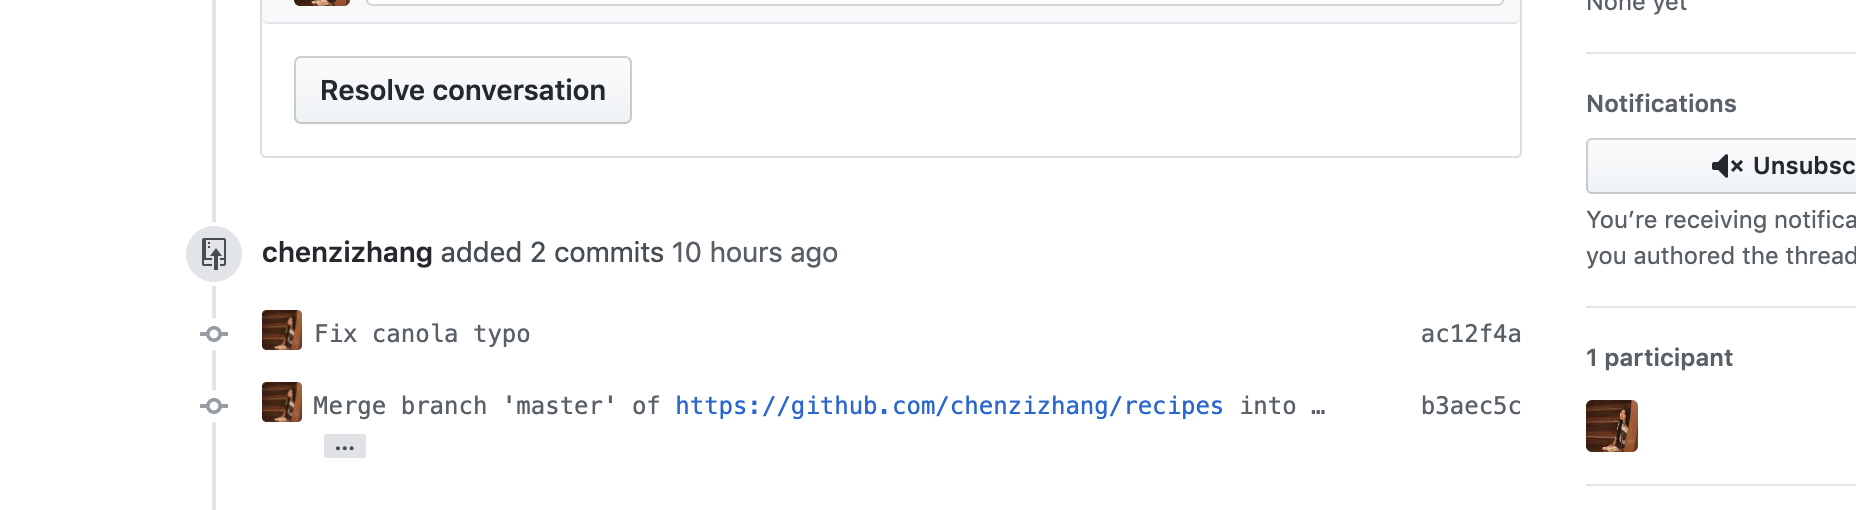 None yet
Resolve conversation
Notifications
Unsubsc
You’re receiving notifica
you authored the thread
chenzizhang added 2 commits 10 hours ago
Fix canola typo ac12f4a
Merge branch 'master' of https://github.com/chenzizhang/recipes into … b3aec5c
...
1 participant